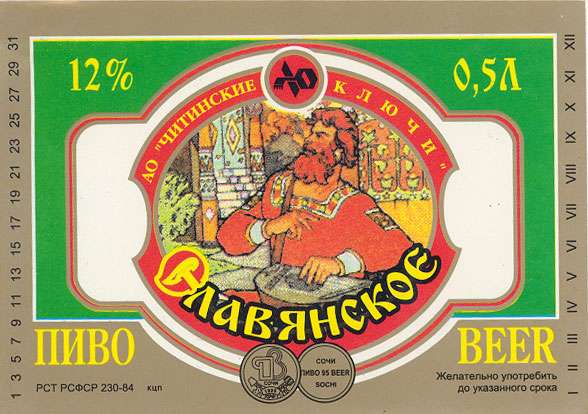 12%
0,5Л
АО "ЧИТИНСКИЕ КЛЮЧИ"
СЛАВЯНСКОЕ
ПИВО
BEER
РСТ РСФСР 230-84 кцп
СОЧИ
ПИВО 95 BEER
SOCHI
Желательно употребить
до указанного срока
1 3 5 7 9 11 13 15 17 19 21 23 25 27 29 31
I II III IV V VI VII VIII IX X XI XII